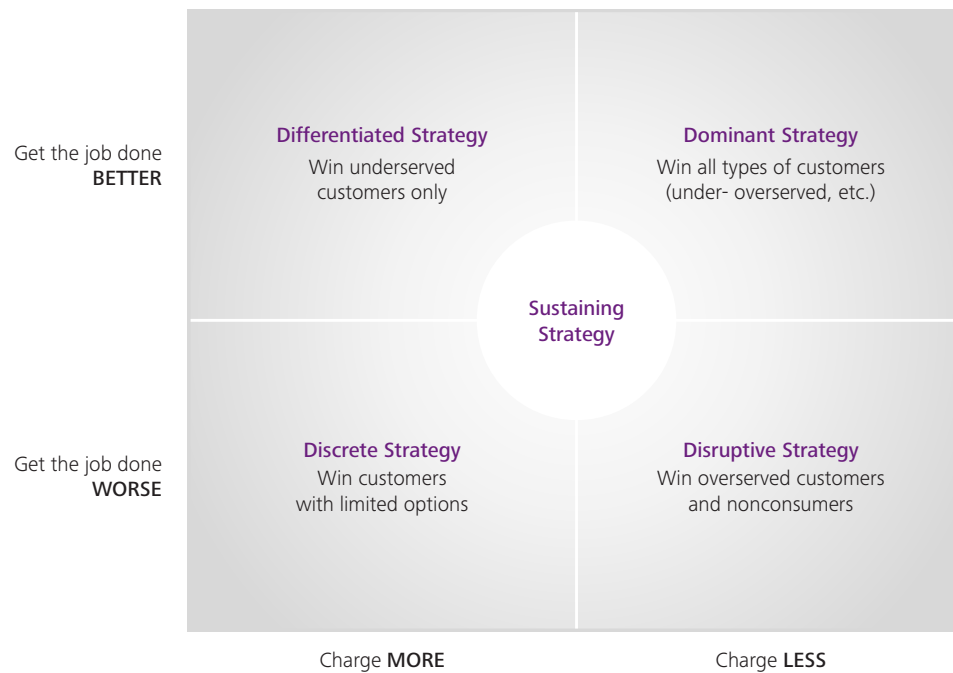 Get the job done
BETTER
Differentiated Strategy
Win underserved
customers only
Dominant Strategy
Win all types of customers
(under- overserved, etc.)
Sustaining
Strategy
Get the job done
WORSE
Discrete Strategy
Win customers
with limited options
Disruptive Strategy
Win overserved customers
and nonconsumers
Charge MORE
Charge LESS